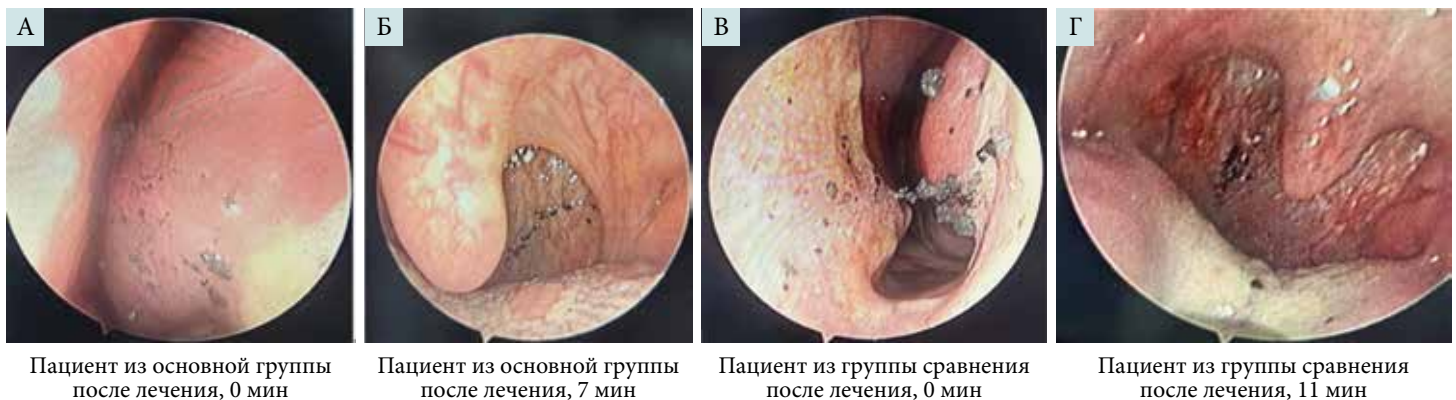 А
Б
В
Г
Пациент из основной группы
после лечения, 0 мин
Пациент из основной группы
после лечения, 7 мин
Пациент из группы сравнения
после лечения, 0 мин
Пациент из группы сравнения
после лечения, 11 мин